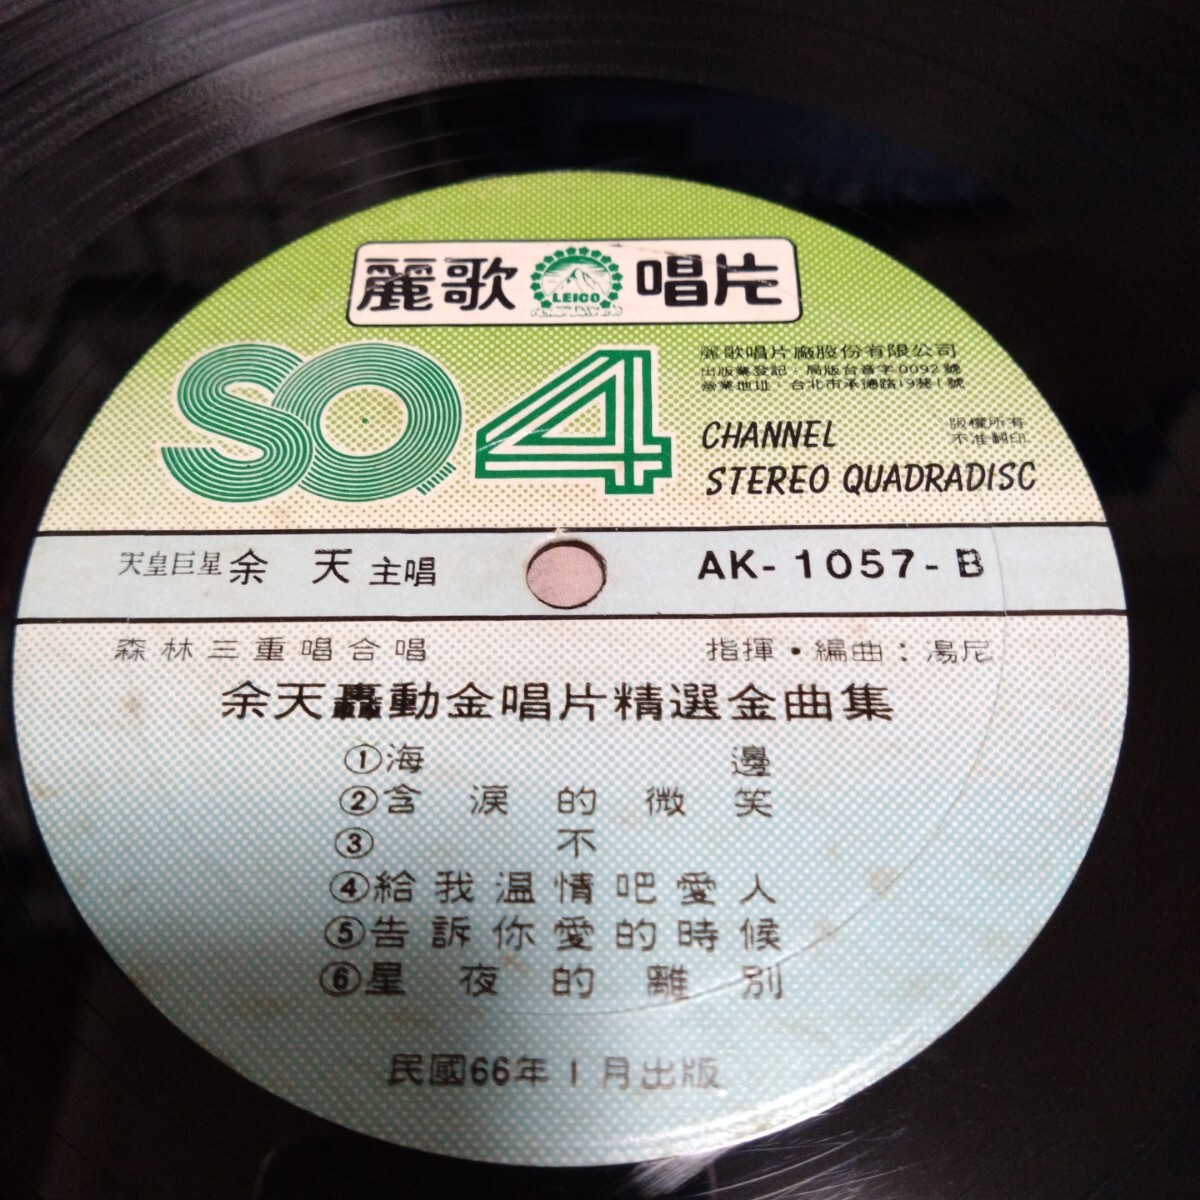 麗歌 LEICO 唱片
SQ4
麗歌唱片廠股份有限公司
出版業登記・局版台音字0092號
營業地址・台北市承德路19巷1號
CHANNEL
STEREO QUADRADISC
版權所有
不准翻印
天皇巨星余 天主唱
AK-1057-B
森林三重唱合唱
指揮・編曲：湯尼
余天轟動金唱片精選金曲集
①海邊
②含淚的微笑
③不
④給我温情吧愛人
⑤告訴你愛的時候
⑥星夜的離別
民國66年1月出版